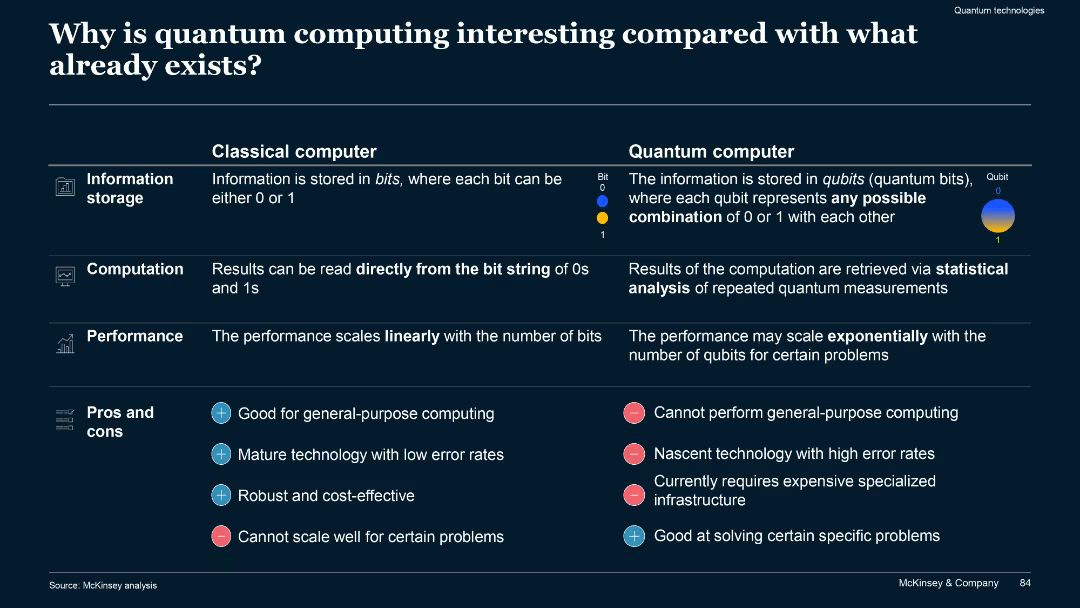 Quantum technologies
Why is quantum computing interesting compared with what
already exists?
Classical computer
Quantum computer
Information
storage
Information is stored in bits, where each bit can be
either 0 or 1
Bit
0
1
The information is stored in qubits (quantum bits),
where each qubit represents any possible
combination of 0 or 1 with each other
Qubit
0
1
Computation
Results can be read directly from the bit string of 0s
and 1s
Results of the computation are retrieved via statistical
analysis of repeated quantum measurements
Performance
The performance scales linearly with the number of bits
The performance may scale exponentially with the
number of qubits for certain problems
Pros and
cons
Good for general-purpose computing
Mature technology with low error rates
Robust and cost-effective
Cannot scale well for certain problems
Cannot perform general-purpose computing
Nascent technology with high error rates
Currently requires expensive specialized
infrastructure
Good at solving certain specific problems
Source: McKinsey analysis
McKinsey & Company 84